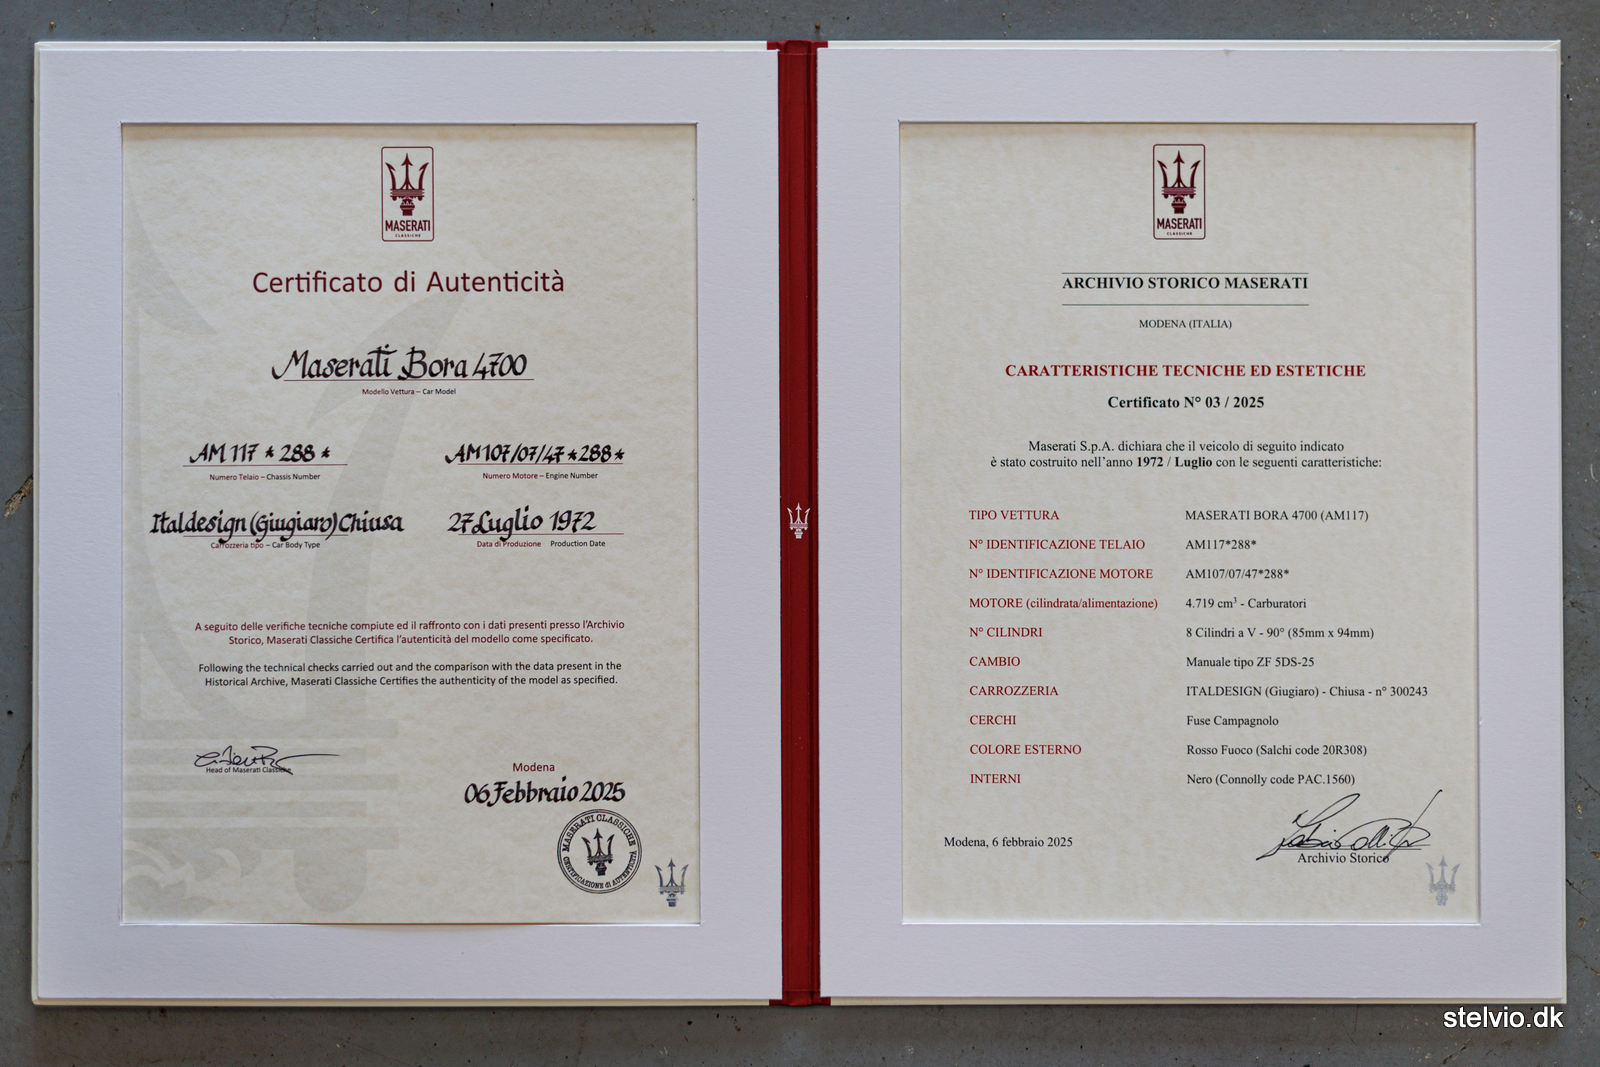 MASERATI
CLASSICHE
Certificato di Autenticità
Maserati Bora 4700
Modello Vettura – Car Model
AM 117 * 288 *
Numero Telaio – Chassis Number
AM107/07/47*288*
Numero Motore – Engine Number
Italdesign (Giugiaro) Chiusa
Carrozzeria tipo – Car Body Type
27 Luglio 1972
Data di Produzione Production Date
A seguito delle verifiche tecniche compiute ed il raffronto con i dati presenti presso l'Archivio
Storico, Maserati Classiche Certifica l'autenticità del modello come specificato.
Following the technical checks carried out and the comparison with the data present in the
Historical Archive, Maserati Classiche Certifies the authenticity of the model as specified.
Head of Maserati Classiche
Modena
06 Febbraio 2025
MASERATI CLASSICHE
CERTIFICAZIONE di AUTENTICITÀ
MASERATI
CLASSICHE
ARCHIVIO STORICO MASERATI
MODENA (ITALIA)
CARATTERISTICHE TECNICHE ED ESTETICHE
Certificato N° 03 / 2025
Maserati S.p.A. dichiara che il veicolo di seguito indicato
è stato costruito nell'anno 1972 / Luglio con le seguenti caratteristiche:
TIPO VETTURA MASERATI BORA 4700 (AM117)
N° IDENTIFICAZIONE TELAIO AM117*288*
N° IDENTIFICAZIONE MOTORE AM107/07/47*288*
MOTORE (cilindrata/alimentazione) 4.719 cm³ - Carburatori
N° CILINDRI 8 Cilindri a V - 90° (85mm x 94mm)
CAMBIO Manuale tipo ZF 5DS-25
CARROZZERIA ITALDESIGN (Giugiaro) - Chiusa - n° 300243
CERCHI Fuse Campagnolo
COLORE ESTERNO Rosso Fuoco (Salchi code 20R308)
INTERNI Nero (Connolly code PAC.1560)
Modena, 6 febbraio 2025
Archivio Storico
stelvio.dk